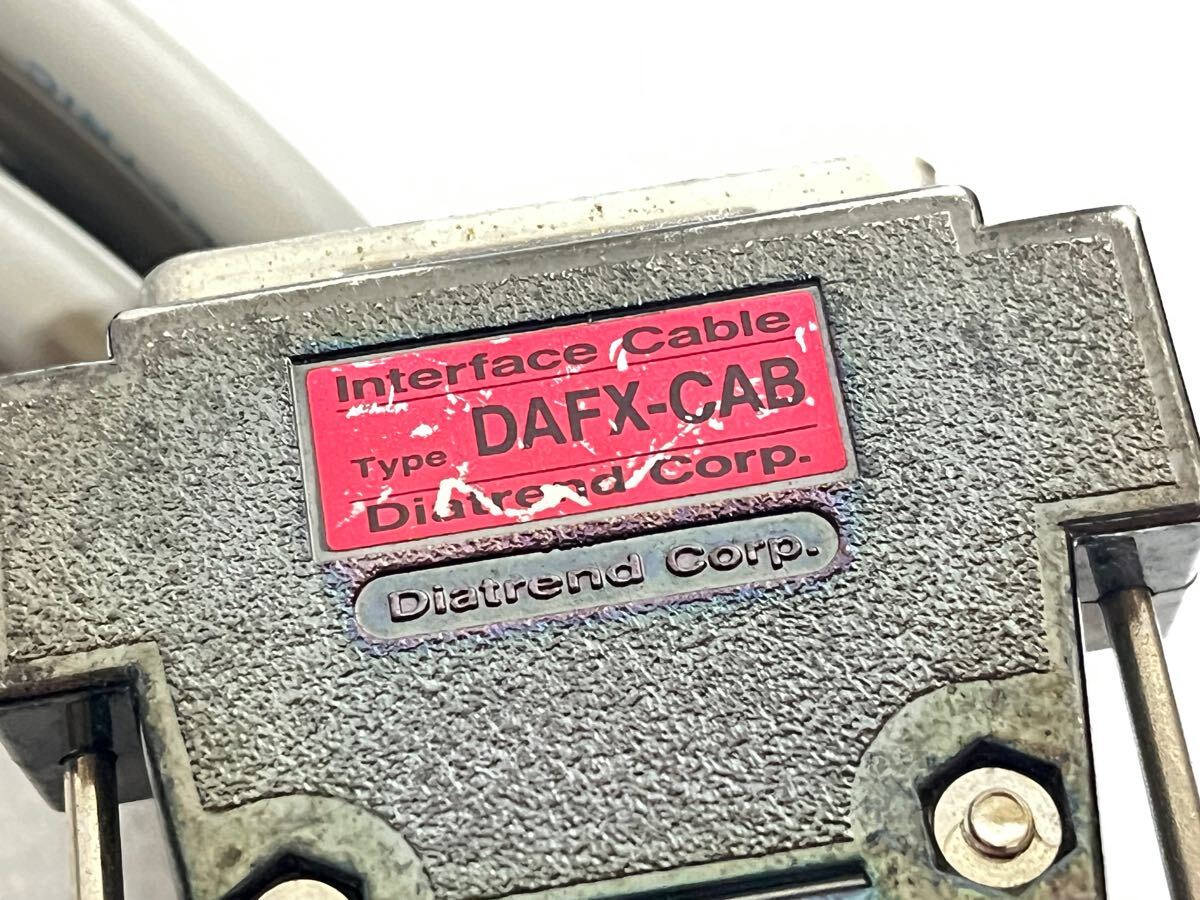 Interface Cable
Type DAFX-CAB
Diatrend Corp.
Diatrend Corp.